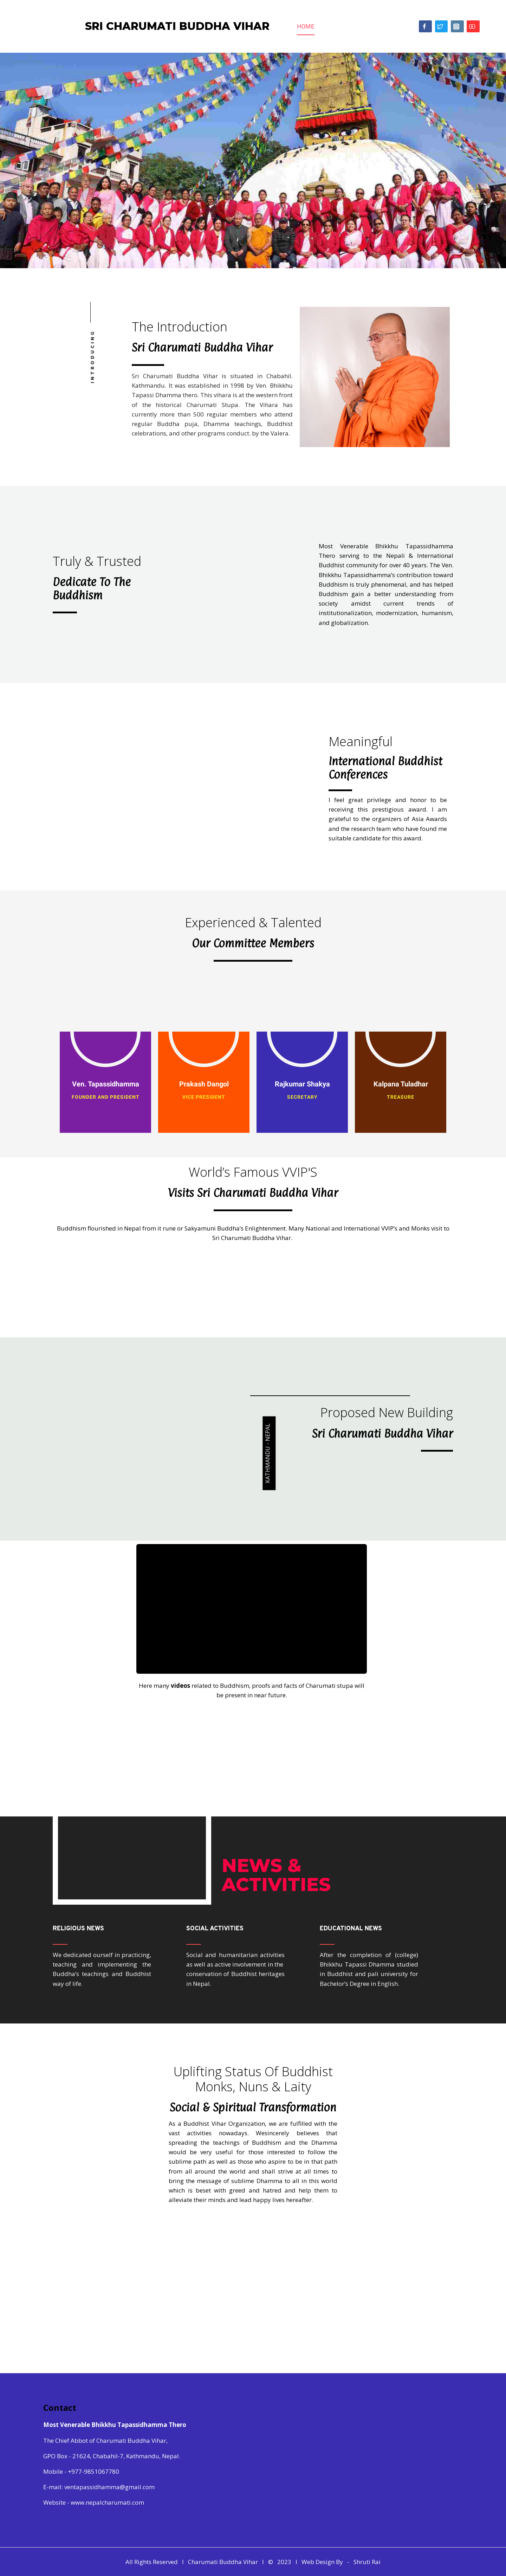 SRI CHARUMATI BUDDHA VIHAR
HOME
INTRODUCING
The Introduction
Sri Charumati Buddha Vihar
Sri Charumati Buddha Vihar is situated in Chabahil.
Kathmandu. It was established in 1998 by Ven. Bhikkhu
Tapassi Dhamma thero. This vihara is at the western front
of the historical Charumati Stupa. The Vihara has
currently more than 500 regular members who attend
regular Buddha puja, Dhamma teachings, Buddhist
celebrations, and other programs conduct. by the Valera.
Truly & Trusted
Dedicate To The
Buddhism
Most Venerable Bhikkhu Tapassidhamma
Thero serving to the Nepali & International
Buddhist community for over 40 years. The Ven.
Bhikkhu Tapassidhamma's contribution toward
Buddhism is truly phenomenal, and has helped
Buddhism gain a better understanding from
society amidst current trends of
institutionalization, modernization, humanism,
and globalization.
Meaningful
International Buddhist
Conferences
I feel great privilege and honor to be
receiving this prestigious award. I am
grateful to the organizers of Asia Awards
and the research team who have found me
suitable candidate for this award.
Experienced & Talented
Our Committee Members
Ven. Tapassidhamma
FOUNDER AND PRESIDENT
Prakash Dangol
VICE PRESIDENT
Rajkumar Shakya
SECRETARY
Kalpana Tuladhar
TREASURE
World's Famous VVIP'S
Visits Sri Charumati Buddha Vihar
Buddhism flourished in Nepal from it rune or Sakyamuni Buddha's Enlightenment. Many National and International VVIP's and Monks visit to
Sri Charumati Buddha Vihar.
Proposed New Building
Sri Charumati Buddha Vihar
KATHMANDU - NEPAL
Here many videos related to Buddhism, proofs and facts of Charumati stupa will
be present in near future.
NEWS &
ACTIVITIES
RELIGIOUS NEWS
We dedicated ourself in practicing,
teaching and implementing the
Buddha's teachings and Buddhist
way of life.
SOCIAL ACTIVITIES
Social and humanitarian activities
as well as active involvement in the
conservation of Buddhist heritages
in Nepal.
EDUCATIONAL NEWS
After the completion of (college)
Bhikkhu Tapassi Dhamma studied
in Buddhist and pali university for
Bachelor's Degree in English.
Uplifting Status Of Buddhist
Monks, Nuns & Laity
Social & Spiritual Transformation
As a Buddhist Vihar Organization, we are fulfilled with the
vast activities nowadays. Wesincerely believes that
spreading the teachings of Buddhism and the Dhamma
would be very useful for those interested to follow the
sublime path as well as those who aspire to be in that path
from all around the world and shall strive at all times to
bring the message of sublime Dhamma to all in this world
which is beset with greed and hatred and help them to
alleviate their minds and lead happy lives hereafter.
Contact
Most Venerable Bhikkhu Tapassidhamma Thero
The Chief Abbot of Charumati Buddha Vihar,
GPO Box - 21624, Chabahil-7, Kathmandu, Nepal.
Mobile - +977-9851067780
E-mail: ventapassidhamma@gmail.com
Website - www.nepalcharumati.com
All Rights Reserved I Charumati Buddha Vihar I © 2023 I Web Design By - Shruti Rai